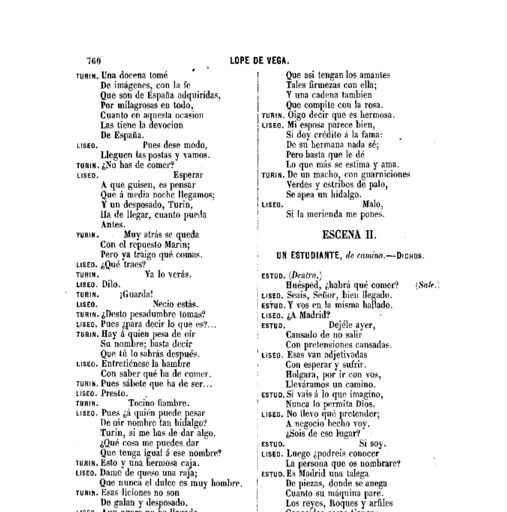 760 LOPE DE VEGA.
TURIN. Una docena tomé
De imágenes, con la fe
Que son de España adquiridas,
Por milagrosas en todo,
Cuanto en aquesta ocasion
Las tiene la devocion
De España.
LISEO. Pues dese modo,
Lleguen las postas y vamos.
TURIN. ¿No has de comer?
LISEO. Esperar
A que guisen, es pensar
Que á media noche llegamos;
Y un desposado, Turin,
Ha de llegar, cuanto pueda
Antes.
TURIN. Muy atrás se queda
Con el repuesto Marin;
Pero ya traigo qué comas.
LISEO. ¿Qué traes?
TURIN. Ya lo verás.
LISEO. Dilo.
TURIN. ¡Guarda!
LISEO. Necio estás.
TURIN. ¿Desto pesadumbre tomas?
LISEO. Pues ¿para decir lo que es?...
TURIN. Hay á quien pesa de oir
Su nombre; basta decir
Que tú lo sabrás después.
LISEO. Entretiénese la hambre
Con saber qué ha de comer.
TURIN. Pues sábete que ha de ser...
LISEO. Presto.
TURIN. Tocino fiambre.
LISEO. Pues ¿á quién puede pesar
De oir nombre tan hidalgo?
Turin, si me has de dar algo,
¿Qué cosa me puedes dar
Que tenga igual á ese nombre?
TURIN. Esto y una hermosa caja.
LISEO. Dame de queso una raja;
Que nunca el dulce es muy hombre.
TURIN. Esas liciones no son
De galan y desposado.
LISEO. Aun agora no ha llegado
Que asi tengan los amantes
Tales firmezas con ella;
Y una cadena tambien
Que compite con la rosa.
TURIN. Oigo decir que es hermosa.
LISEO. Mi esposa parece bien,
Si doy crédito á la fama:
De su hermana nada sé;
Pero basta que le dé
Lo que más se estima y ama.
TURIN. De un macho, con guarniciones
Verdes y estribos de palo,
Se apea un hidalgo.
LISEO. Malo,
Si la merienda me pones.
ESCENA II.
UN ESTUDIANTE, de camino.—DICHOS.
ESTUD. (Dentro.)
Huésped, ¿habrá qué comer? (Sale.)
LISEO. Seais, Señor, bien llegado.
ESTUD. Y vos en la misma hallado.
LISEO. ¿A Madrid?
ESTUD. Dejéle ayer,
Cansado de no salir
Con pretensiones cansadas.
LISEO. Esas van adjetivadas
Con esperar y sufrir.
Holgara, por ir con vos,
Lleváramos un camino.
ESTUD. Si vais á lo que imagino,
Nunca lo permita Dios.
LISEO. No llevo qué pretender;
A negocio hecho voy.
¿Sois de ese lugar?
ESTUD. Si soy.
LISEO. Luego ¿podreis conocer
La persona que os nombrare?
ESTUD. Es Madrid una talega
De piezas, donde se anega
Cuanto su máquina pare.
Los reyes, Roques y arfiles